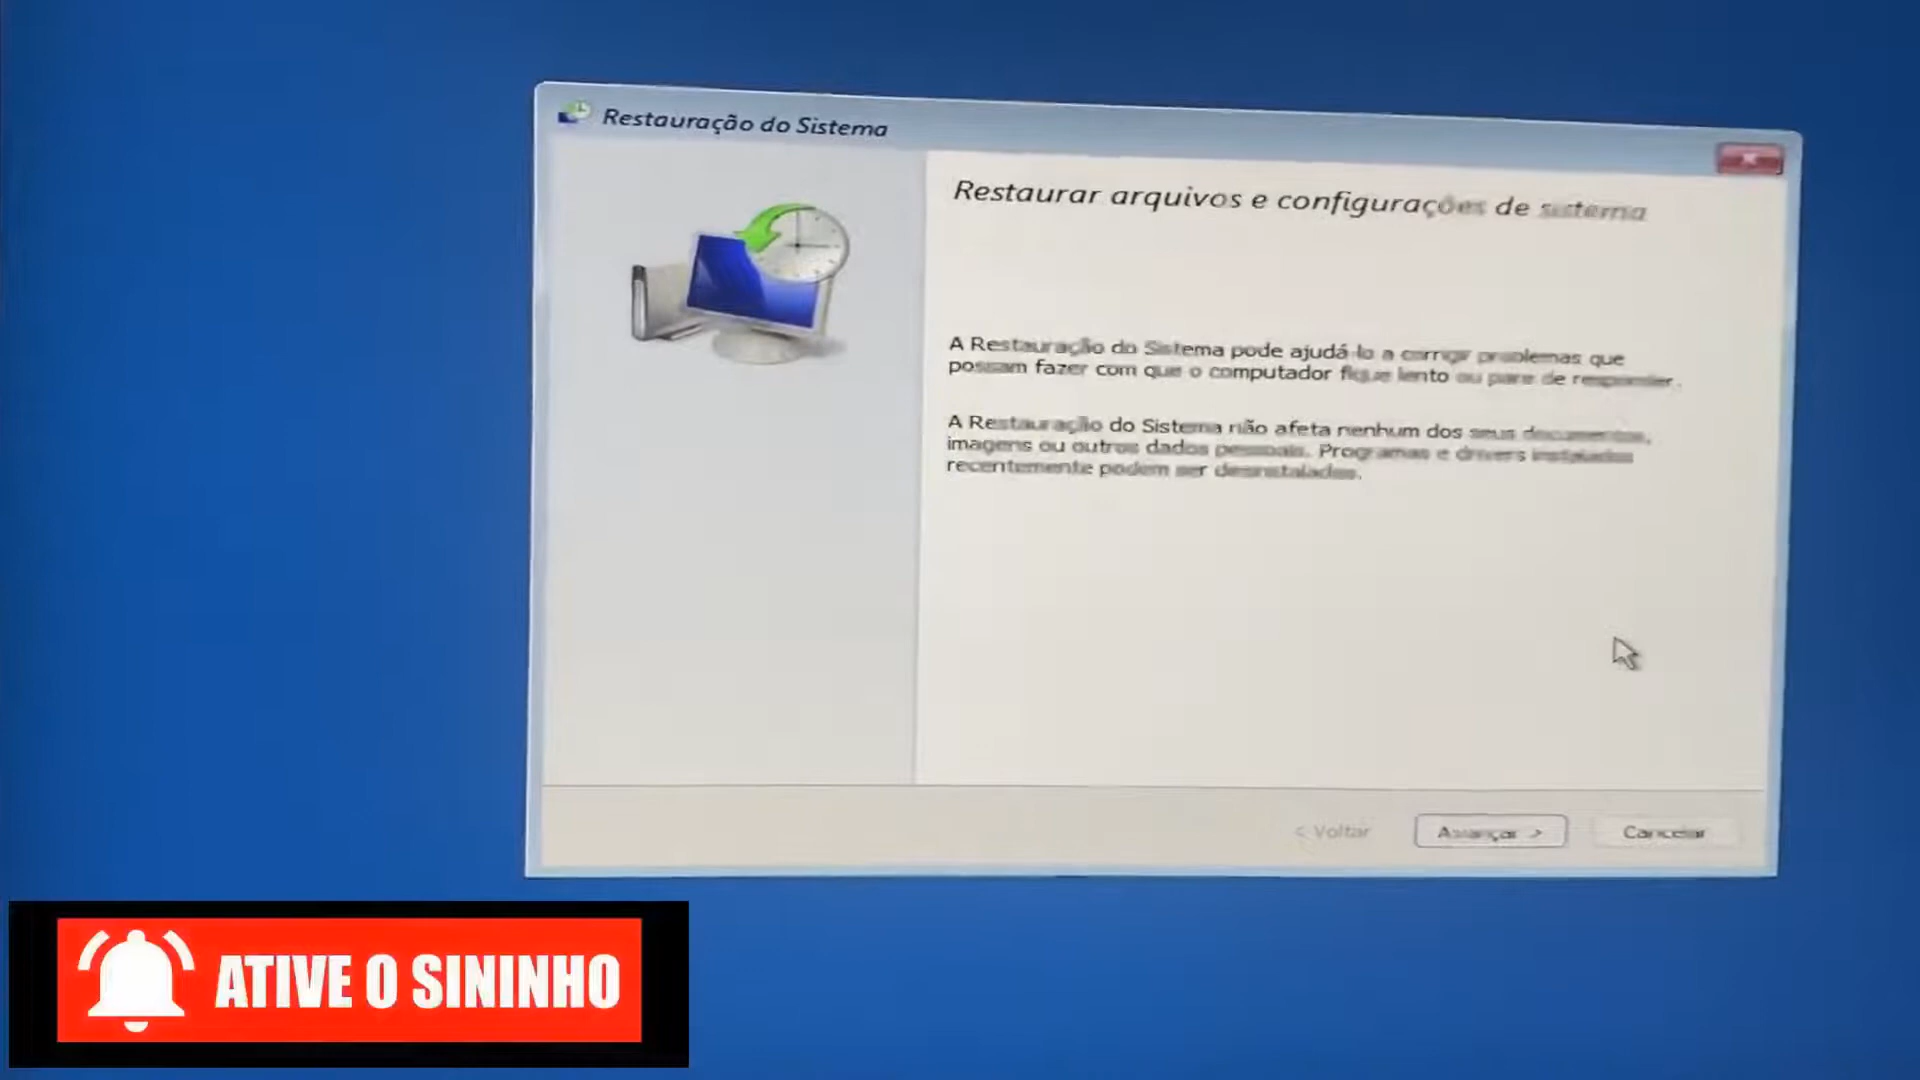 Restauração do Sistema
Restaurar arquivos e configurações de sistema
A Restauração do Sistema pode ajudá-lo a corrigir problemas que
possam fazer com que o computador fique lento ou pare de responder.
A Restauração do Sistema não afeta nenhum dos seus documentos,
imagens ou outros dados pessoais. Programas e drivers instalados
recentemente podem ser desinstalados.
< Voltar
Avançar >
Cancelar
ATIVE O SININHO